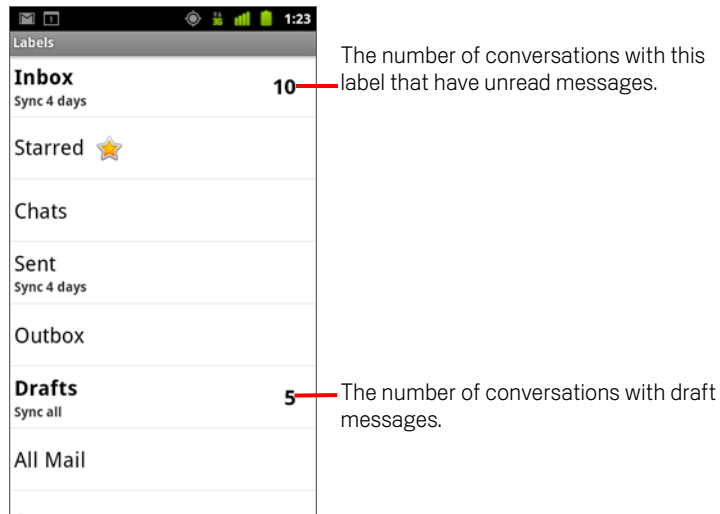 1:23
Labels
Inbox
10
Sync 4 days
The number of conversations with this
label that have unread messages.
Starred
Chats
Sent
Sync 4 days
Outbox
Drafts
5
Sync all
The number of conversations with draft
messages.
All Mail